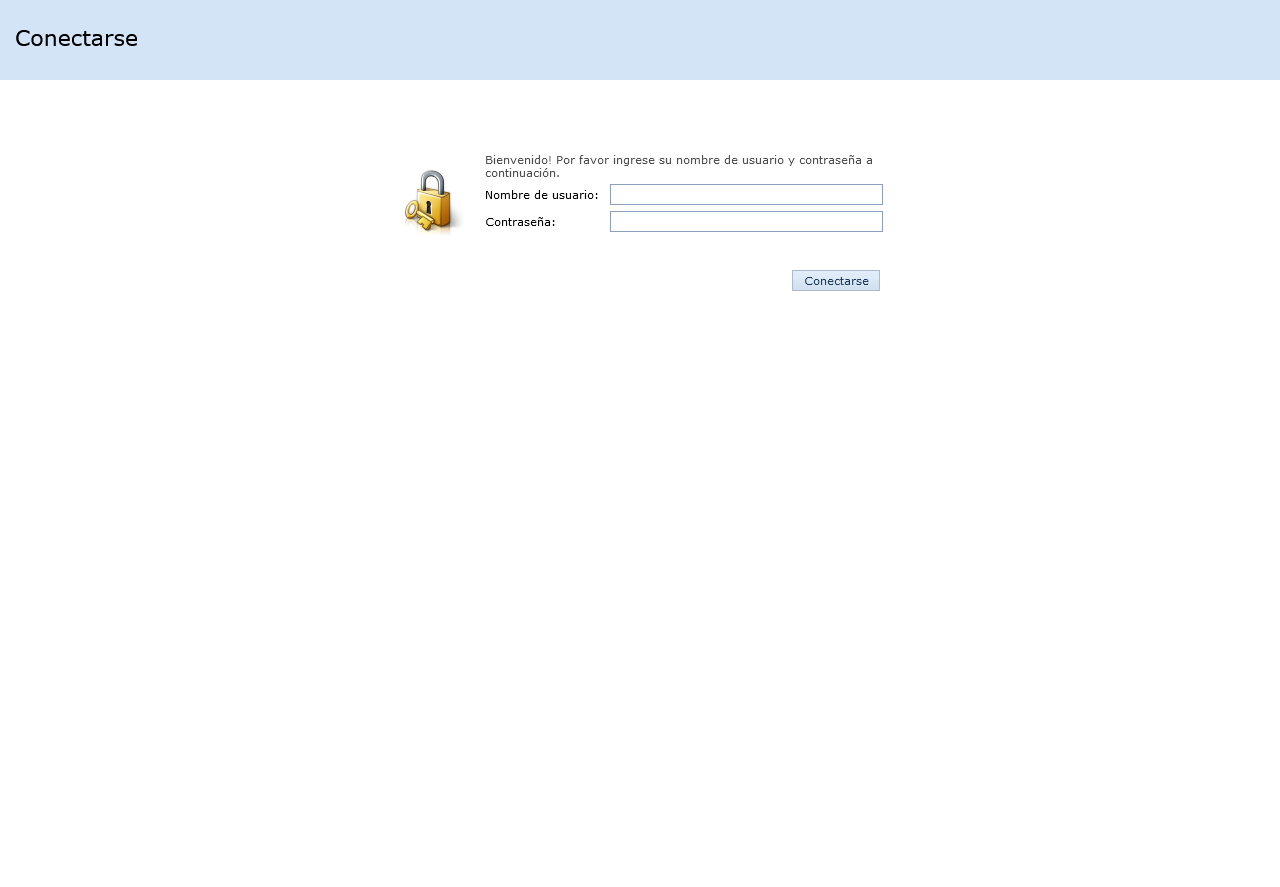 Conectarse
Bienvenido! Por favor ingrese su nombre de usuario y contraseña a
continuación.
Nombre de usuario:
Contraseña:
Conectarse